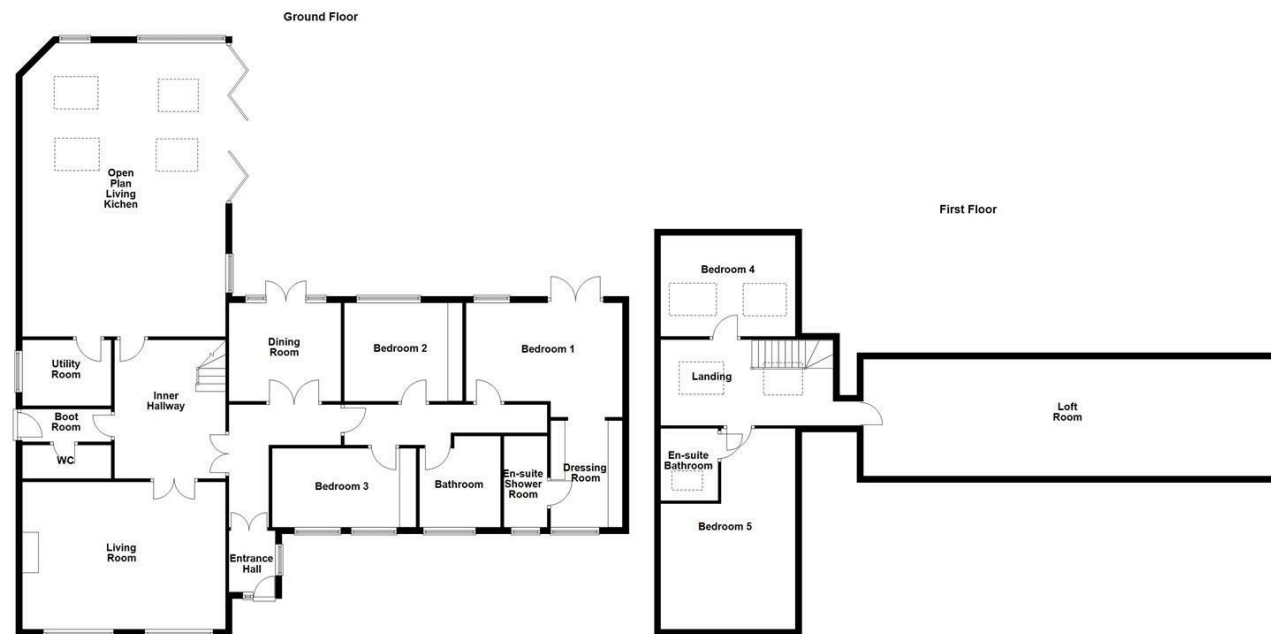 Ground Floor
Open
Plan
Living
Kichen
Utility
Room
Boot
Room
WC
Inner
Hallway
Living
Room
Dining
Room
Bedroom 2
Bedroom 1
Bedroom 3
Bathroom
En-suite
Shower
Room
Dressing
Room
Entrance
Hall
First Floor
Bedroom 4
Landing
Loft
Room
En-suite
Bathroom
Bedroom 5